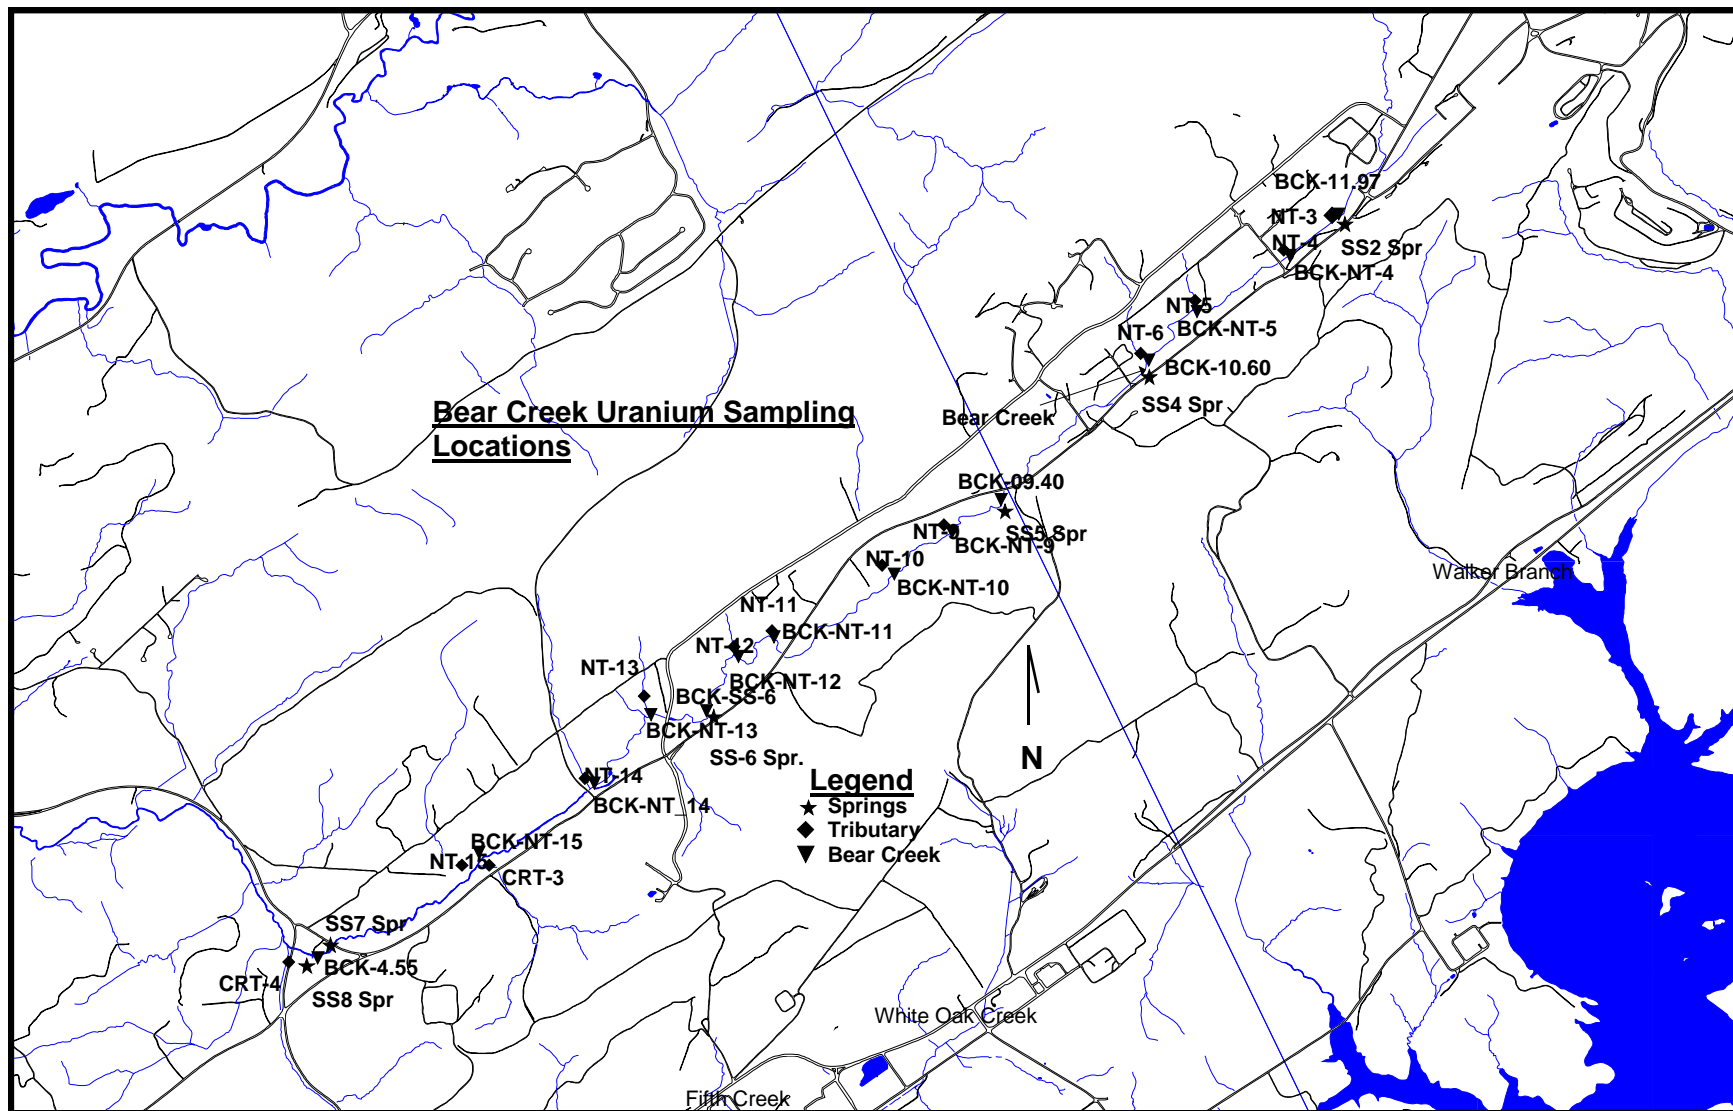 BCK-11.97
NT-3
SS2 Spr
NT-4
BCK-NT-4
NT-5
BCK-NT-5
NT-6
BCK-10.60
SS4 Spr
Bear Creek
Bear Creek Uranium Sampling
Locations
BCK-09.40
SS5 Spr
NT-9
BCK-NT-9
NT-10
BCK-NT-10
Walker Branch
NT-11
BCK-NT-11
NT-12
BCK-NT-12
NT-13
BCK-SS-6
BCK-NT-13
SS-6 Spr.
N
NT-14
BCK-NT_14
Legend
Springs
Tributary
Bear Creek
BCK-NT-15
NT-15
CRT-3
SS7 Spr
BCK-4.55
CRT-4
SS8 Spr
White Oak Creek
Fifth Creek